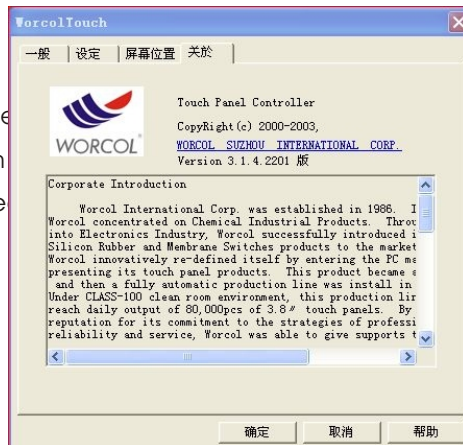 WorcolTouch
一般 设定 屏幕位置 关於
WORCOL
Touch Panel Controller
CopyRight(c) 2000-2003,
WORCOL SUZHOU INTERNATIONAL CORP.
Version 3.1.4.2201 版
Corporate Introduction
Worcol International Corp. was established in 1986.
Worcol concentrated on Chemical Industrial Products.
into Electronics Industry, Worcol successfully introduced
Silicon Rubber and Membrane Switches products to the market
Worcol innovatively re-defined itself by entering the PC
presenting its touch panel products. This product became
and then a fully automatic production line was install in
Under CLASS-100 clean room environment, this production
reach daily output of 80,000pcs of 3.8〃 touch panels. By
reputation for its commitment to the strategies of
reliability and service, Worcol was able to give supports
确定 取消 帮助